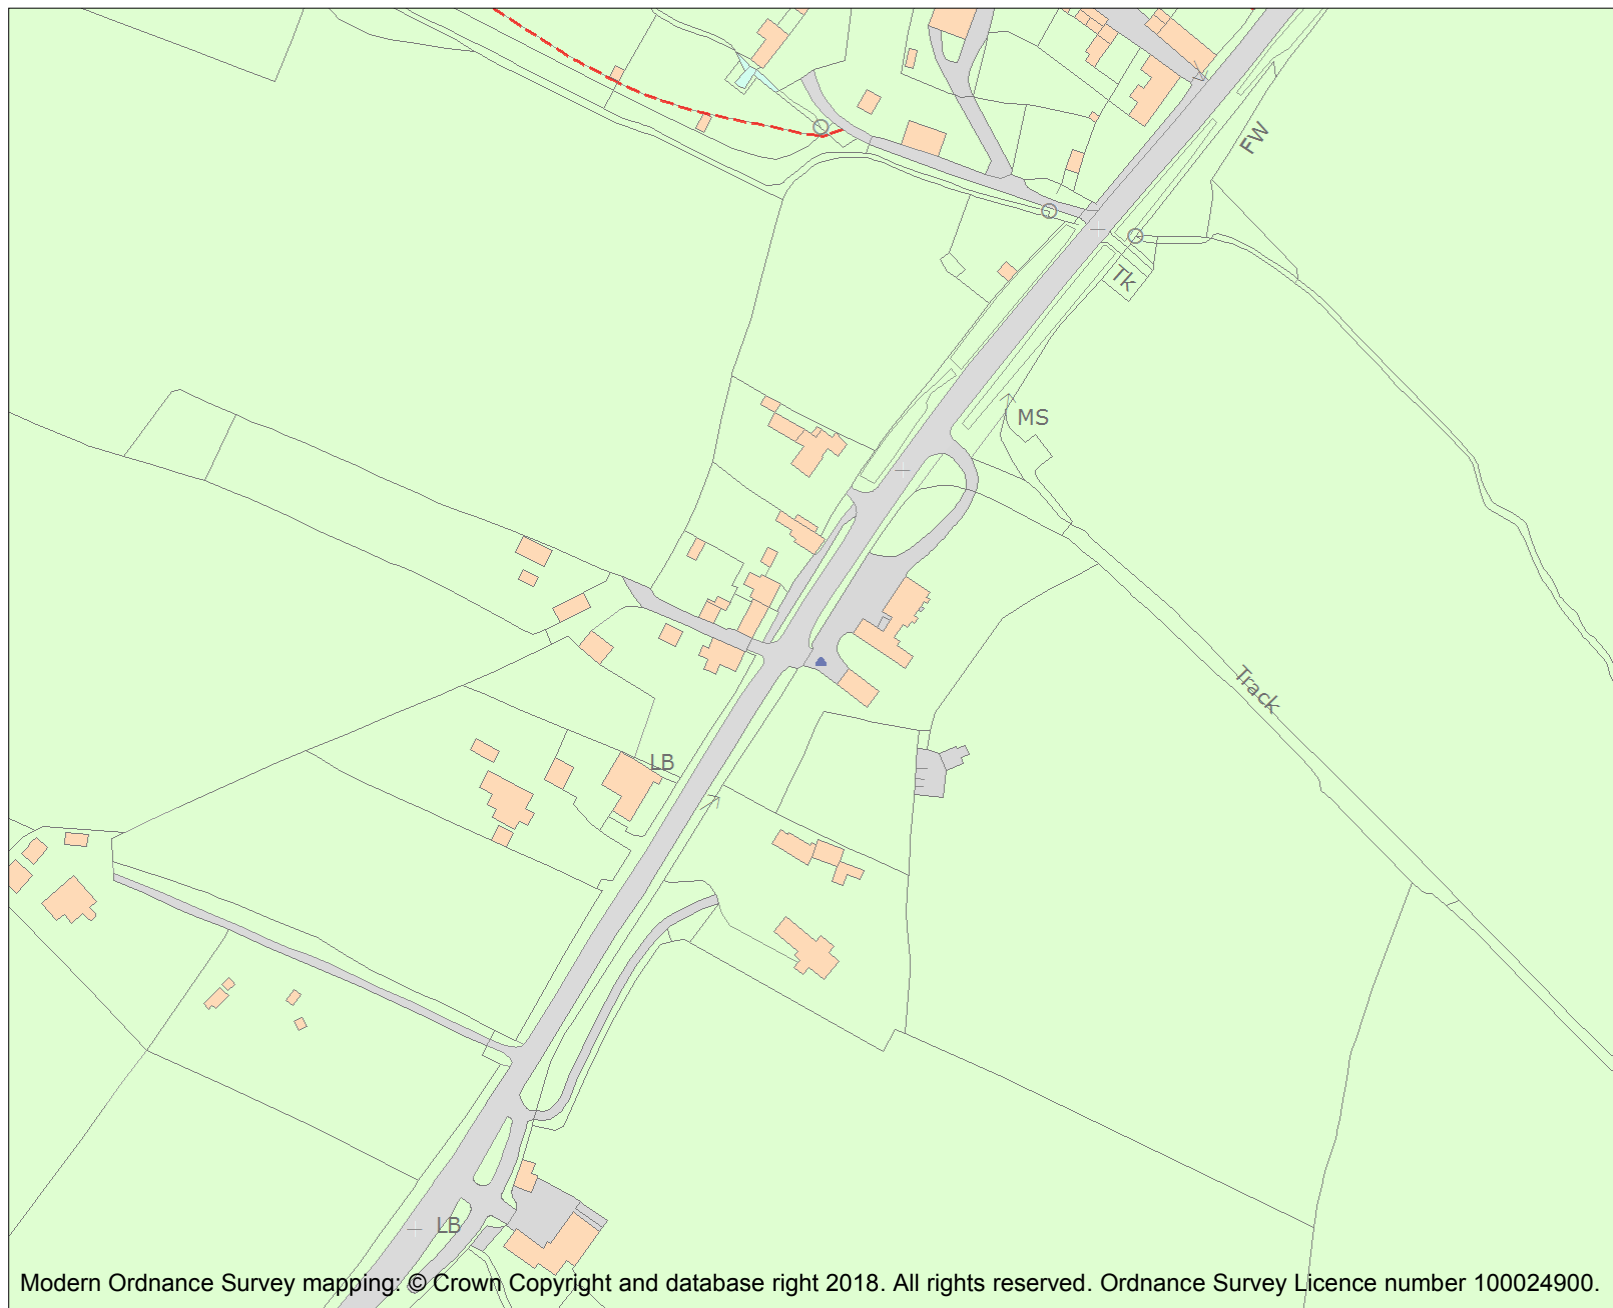 FW
Tk
MS
Track
LB
LB
Modern Ordnance Survey mapping: © Crown Copyright and database right 2018. All rights reserved. Ordnance Survey Licence number 100024900.